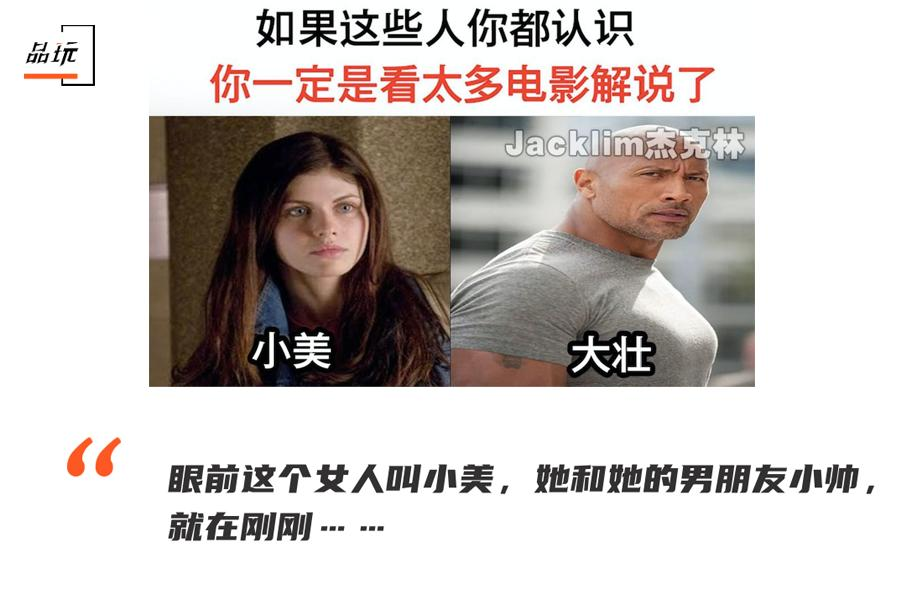 品玩
如果这些人你都认识
你一定是看太多电影解说了
Jacklim杰克林
小美
大壮
“
眼前这个女人叫小美，她和她的男朋友小帅，
就在刚刚……